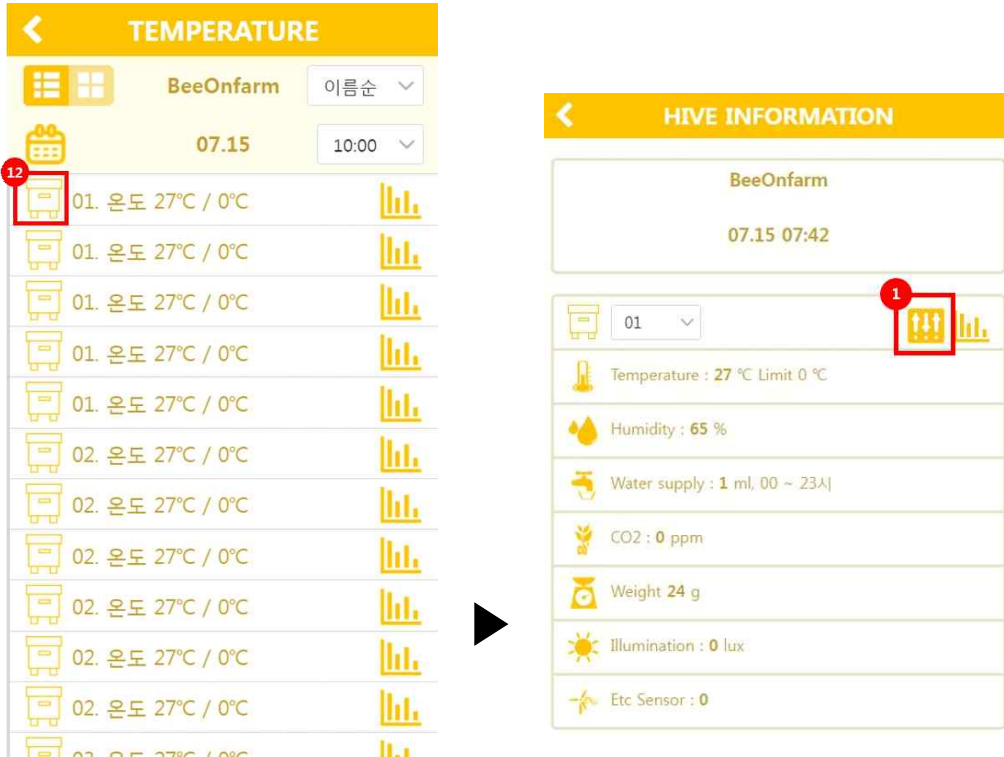 TEMPERATURE
BeeOnfarm 이름순
07.15 10:00
12
01. 온도 27℃ / 0℃
01. 온도 27℃ / 0℃
01. 온도 27℃ / 0℃
01. 온도 27℃ / 0℃
01. 온도 27℃ / 0℃
02. 온도 27℃ / 0℃
02. 온도 27℃ / 0℃
02. 온도 27℃ / 0℃
02. 온도 27℃ / 0℃
02. 온도 27℃ / 0℃
02. 온도 27℃ / 0℃
HIVE INFORMATION
BeeOnfarm
07.15 07:42
1
01
Temperature : 27 ℃ Limit 0 ℃
Humidity : 65 %
Water supply : 1 ml, 00 ~ 23시
CO2 : 0 ppm
Weight 24 g
Illumination : 0 lux
Etc Sensor : 0